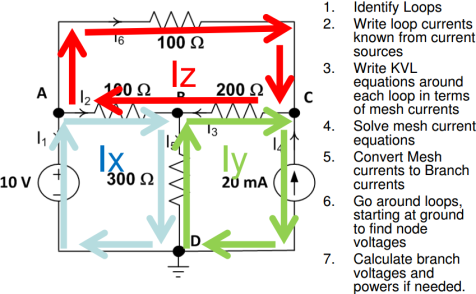 I6
100 Ω
Iz
A
I2
100 Ω
B
200 Ω
C
I1
I3
I4
Ix
Iy
10 V
300 Ω
20 mA
D
1. Identify Loops
2. Write loop currents
known from current
sources
3. Write KVL
equations around
each loop in terms
of mesh currents
4. Solve mesh current
equations
5. Convert Mesh
currents to Branch
currents
6. Go around loops,
starting at ground
to find node
voltages
7. Calculate branch
voltages and
powers if needed.